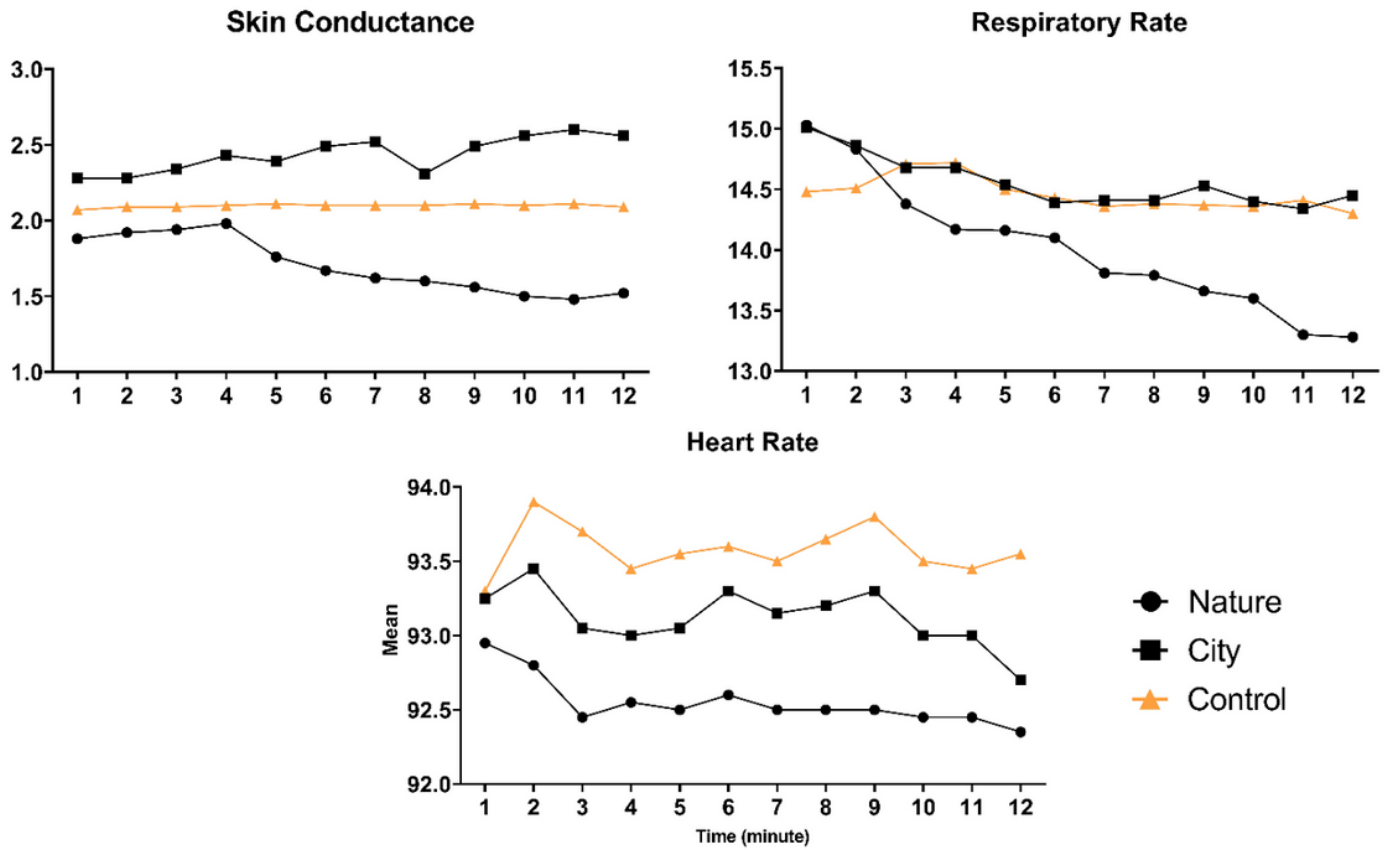 Skin Conductance
3.0
2.5
2.0
1.5
1.0
1 2 3 4 5 6 7 8 9 10 11 12
Respiratory Rate
15.5
15.0
14.5
14.0
13.5
13.0
1 2 3 4 5 6 7 8 9 10 11 12
Heart Rate
Mean
94.0
93.5
93.0
92.5
92.0
1 2 3 4 5 6 7 8 9 10 11 12
Time (minute)
Nature
City
Control